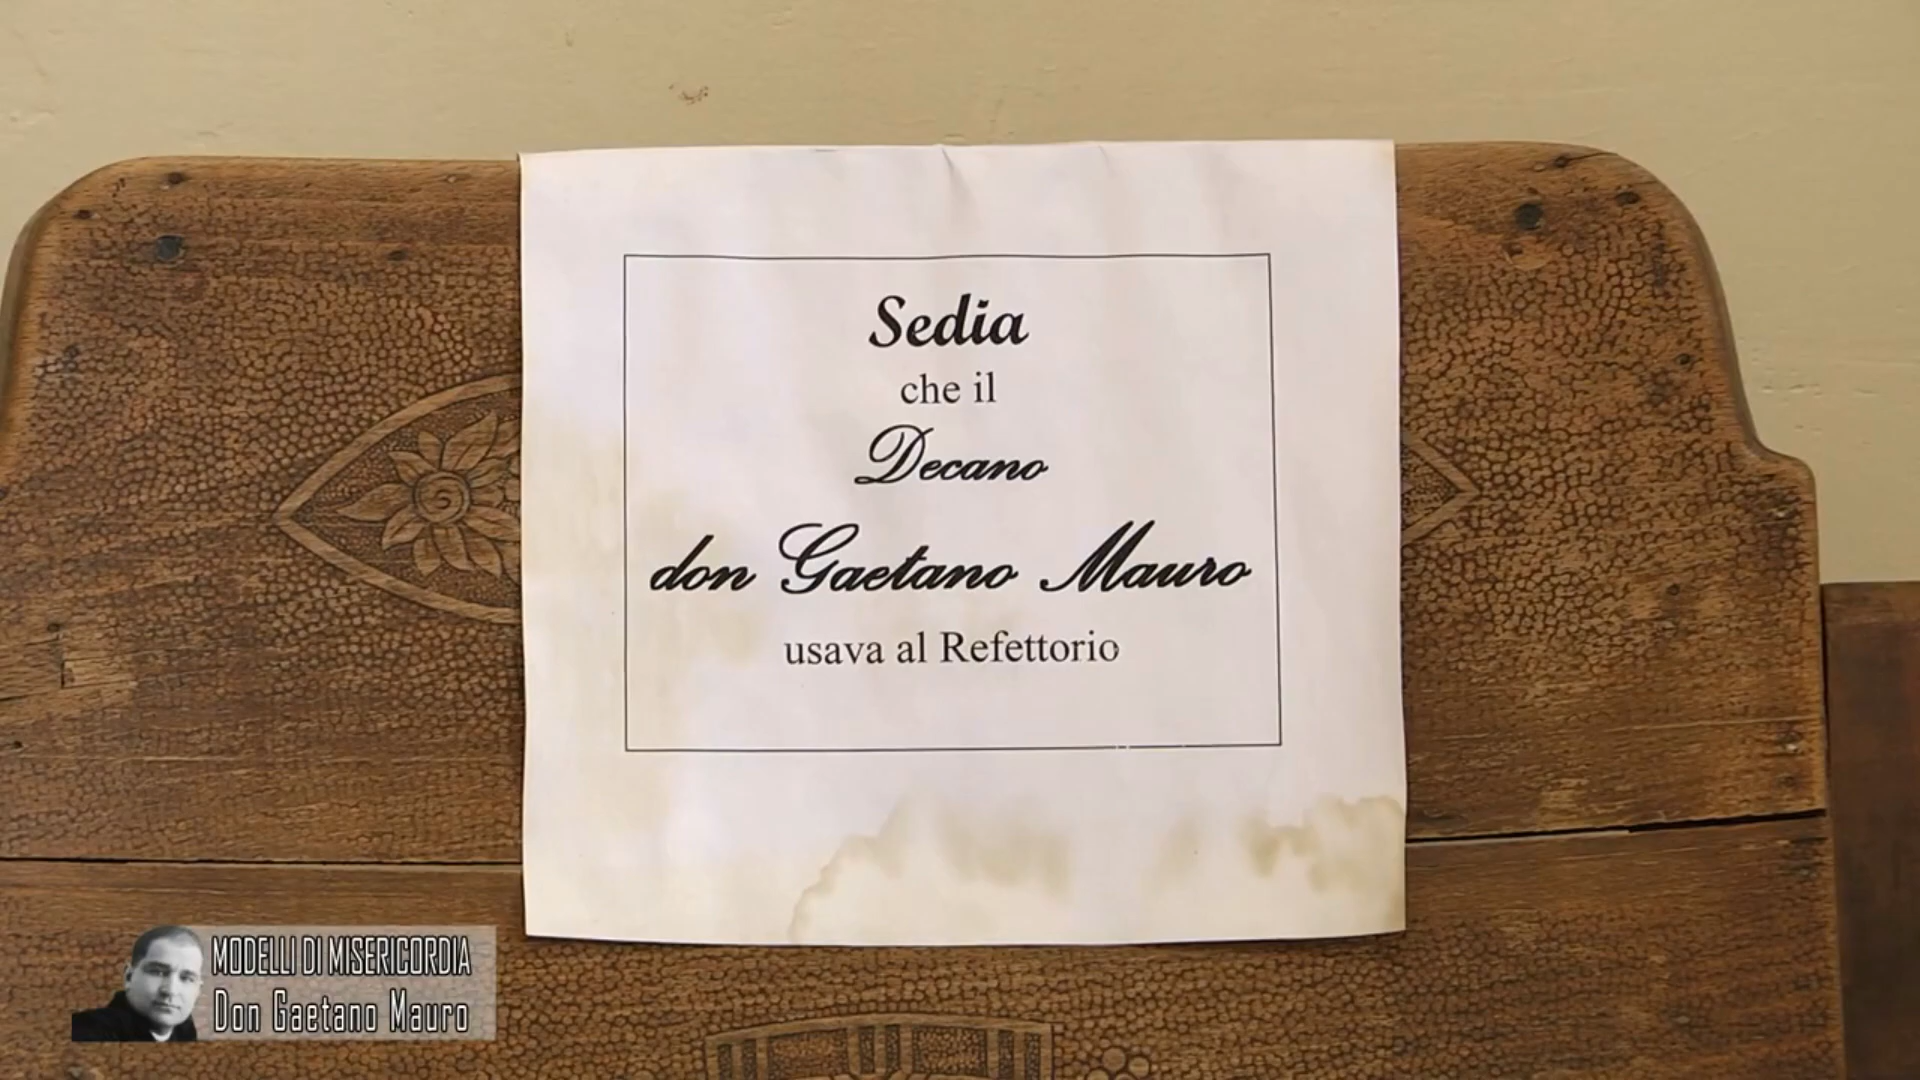 Sedia
che il
Decano
don Gaetano Mauro
usava al Refettorio
MODELLI DI MISERICORDIA
Don Gaetano Mauro